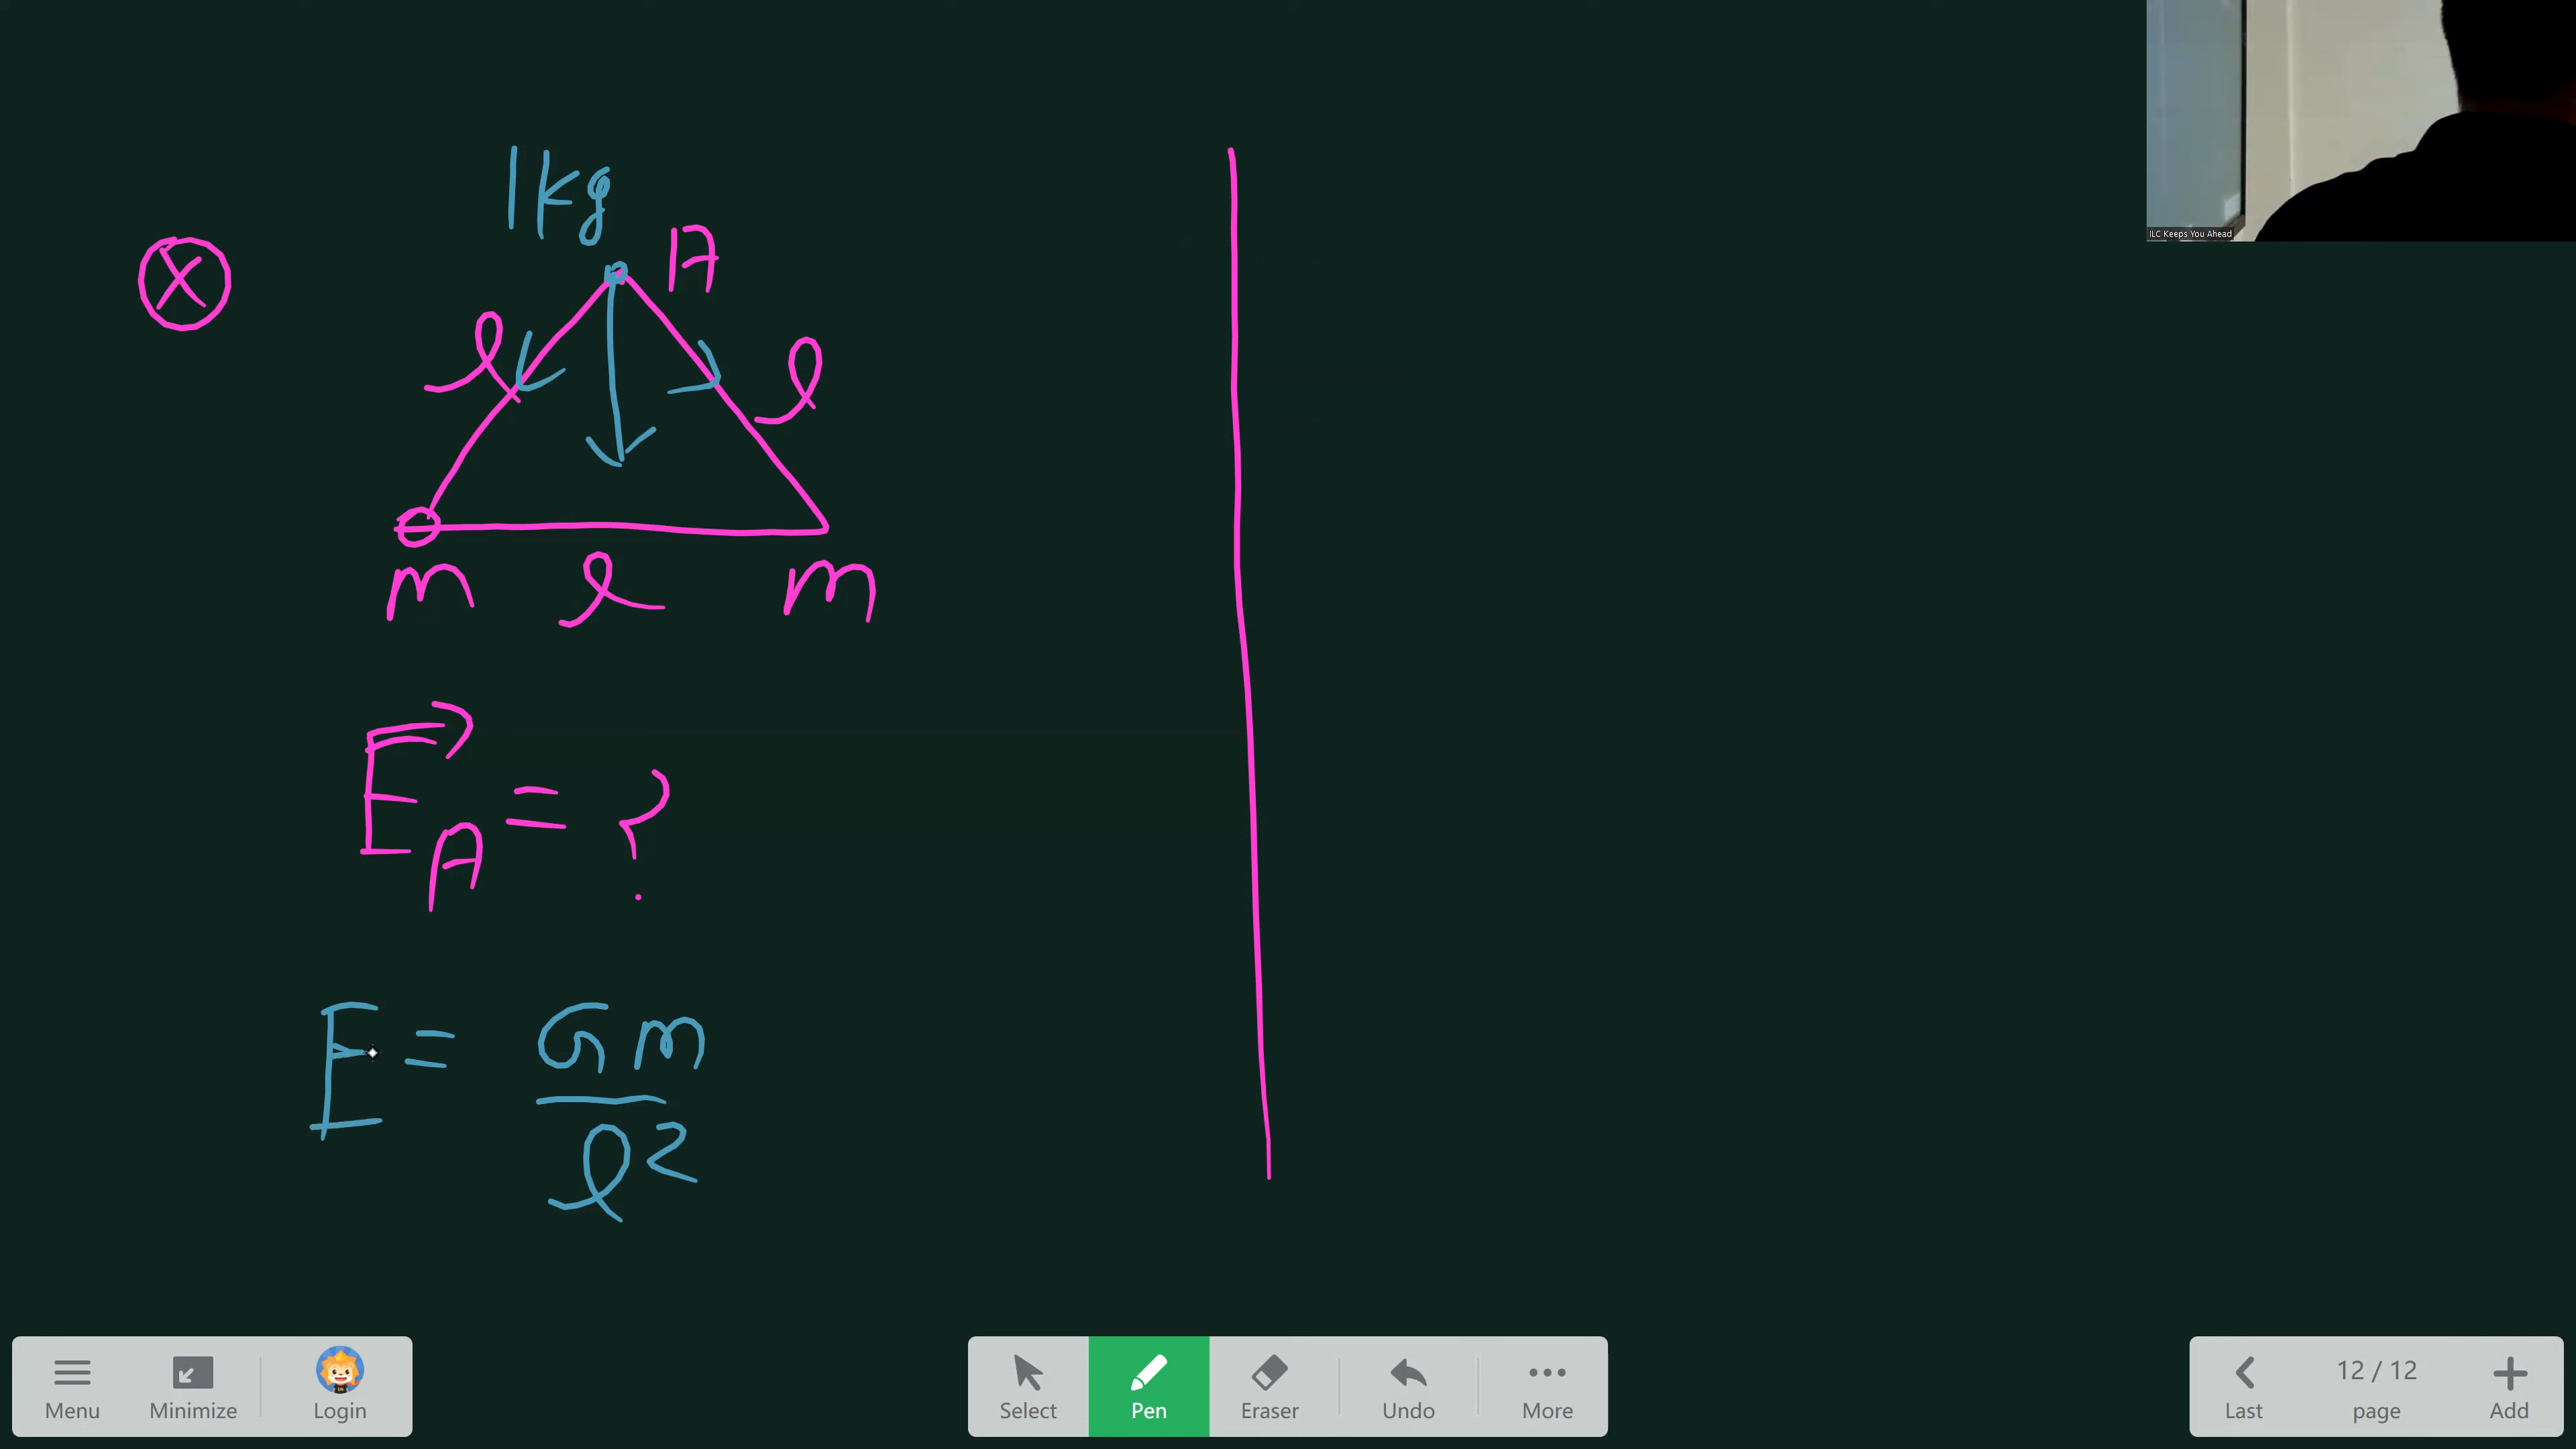 ILC Keeps You Ahead
1kg
A
l l
m l m
E⃗_A = ?
E = Gm/l²
Menu Minimize Login Select Pen Eraser Undo More Last 12 / 12 page Add